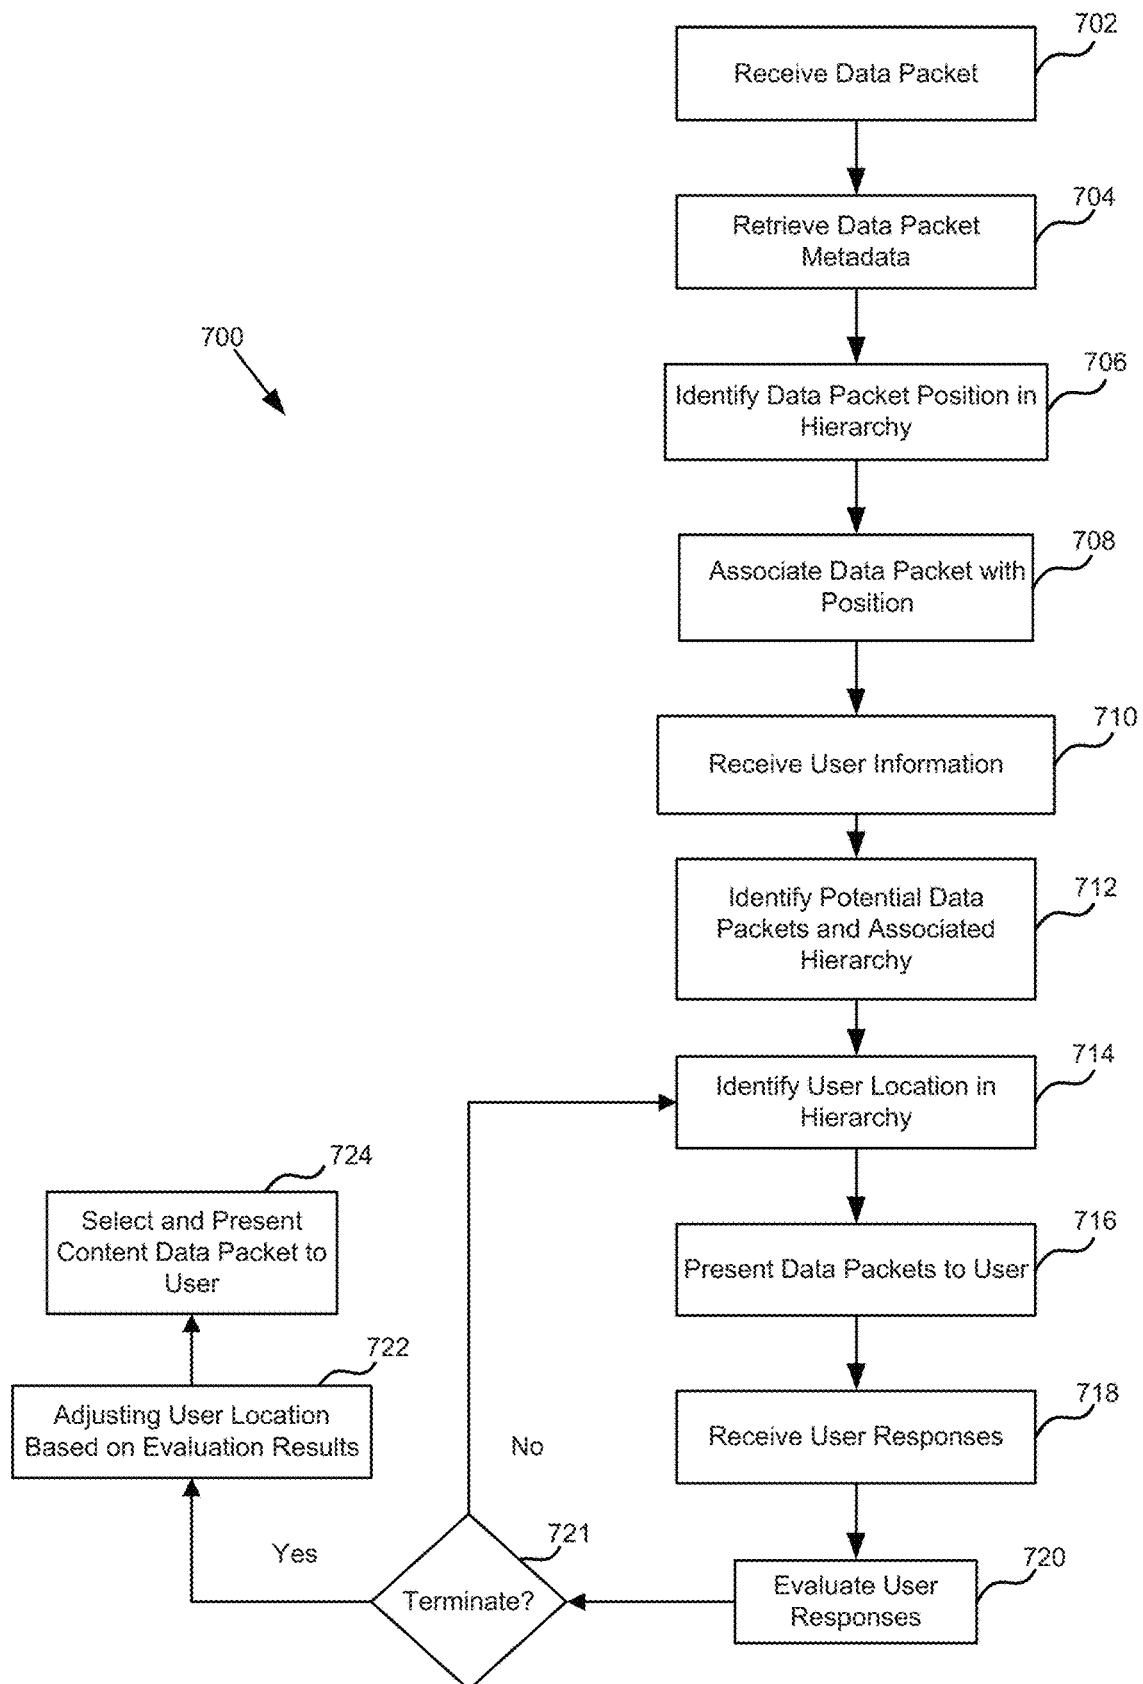 702
Receive Data Packet
704
Retrieve Data Packet
Metadada
700
706
Identify Data Packet Position in
Hierarchy
708
Associate Data Packet with
Position
710
Receive User Information
712
Identify Potential Data
Packets and Associated
Hierarchy
714
Identify User Location in
Hierarchy
716
Present Data Packets to User
718
Receive User Responses
720
Evaluate User
Responses
721
Terminate?
No
Yes
722
Adjusting User Location
Based on Evaluation Results
724
Select and Present
Content Data Packet to
User